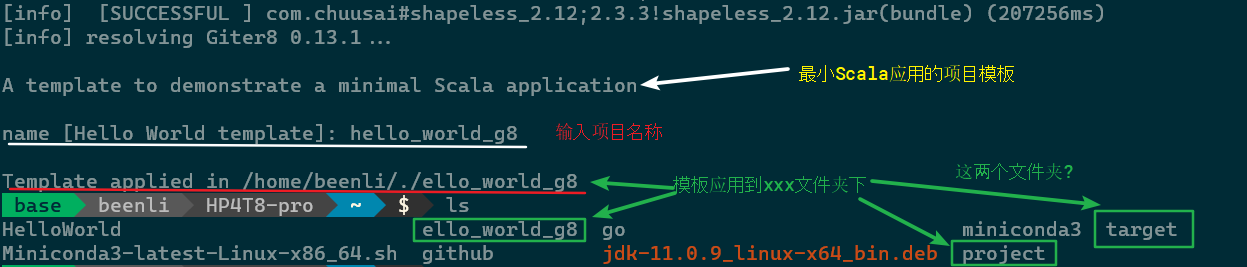 [info]  [SUCCESSFUL ] com.chuusai#shapeless_2.12;2.3.3!shapeless_2.12.jar(bundle) (207256ms)
[info] resolving Giter8 0.13.1...
最小Scala应用的项目模板
A template to demonstrate a minimal Scala application
name [Hello World template]: hello_world_g8 输入项目名称
Template applied in /home/beenli/./ello_world_g8 模板应用到xxx文件夹下 这两个文件夹?
base beenli HP4T8-pro ~ $ ls
HelloWorld ello_world_g8 go miniconda3 target
Miniconda3-latest-Linux-x86_64.sh github jdk-11.0.9_linux-x64_bin.deb project